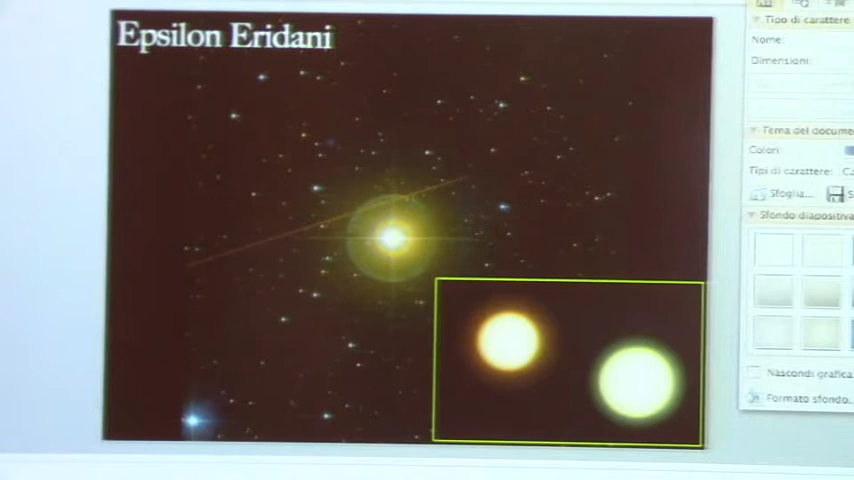 Epsilon Eridani
Tipo di carattere
Nome:
Dimensioni:
Tema del docume
Colori:
Tipi di carattere: Ca
Sfoglia... S
Sfondo diapositiva
Nascondi grafica
Formato sfondo..